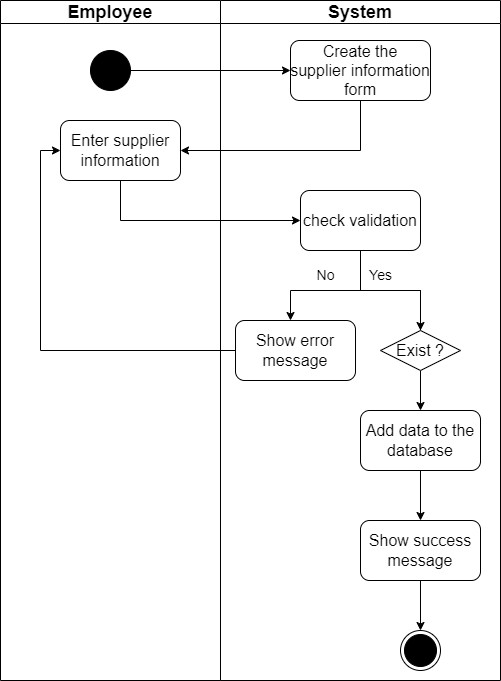 Employee
System
Create the
supplier information
form
Enter supplier
information
check validation
No
Yes
Show error
message
Exist ?
Add data to the
database
Show success
message